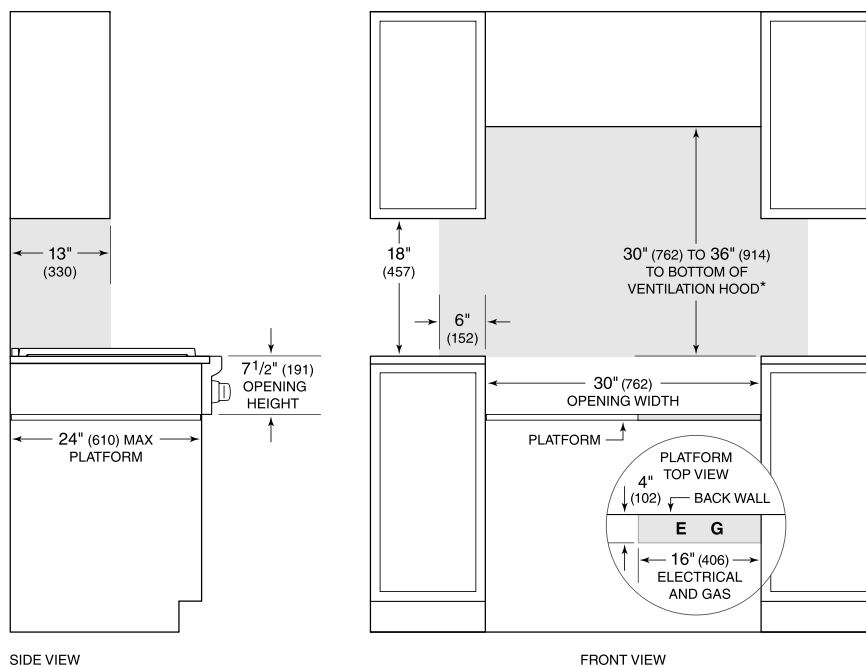 13"
(330)
7 1/2" (191)
OPENING
HEIGHT
24" (610) MAX
PLATFORM
SIDE VIEW
18"
(457)
30" (762) TO 36" (914)
TO BOTTOM OF
VENTILATION HOOD*
6"
(152)
30" (762)
OPENING WIDTH
PLATFORM
PLATFORM
TOP VIEW
4"
(102)
BACK WALL
E G
16" (406)
ELECTRICAL
AND GAS
FRONT VIEW